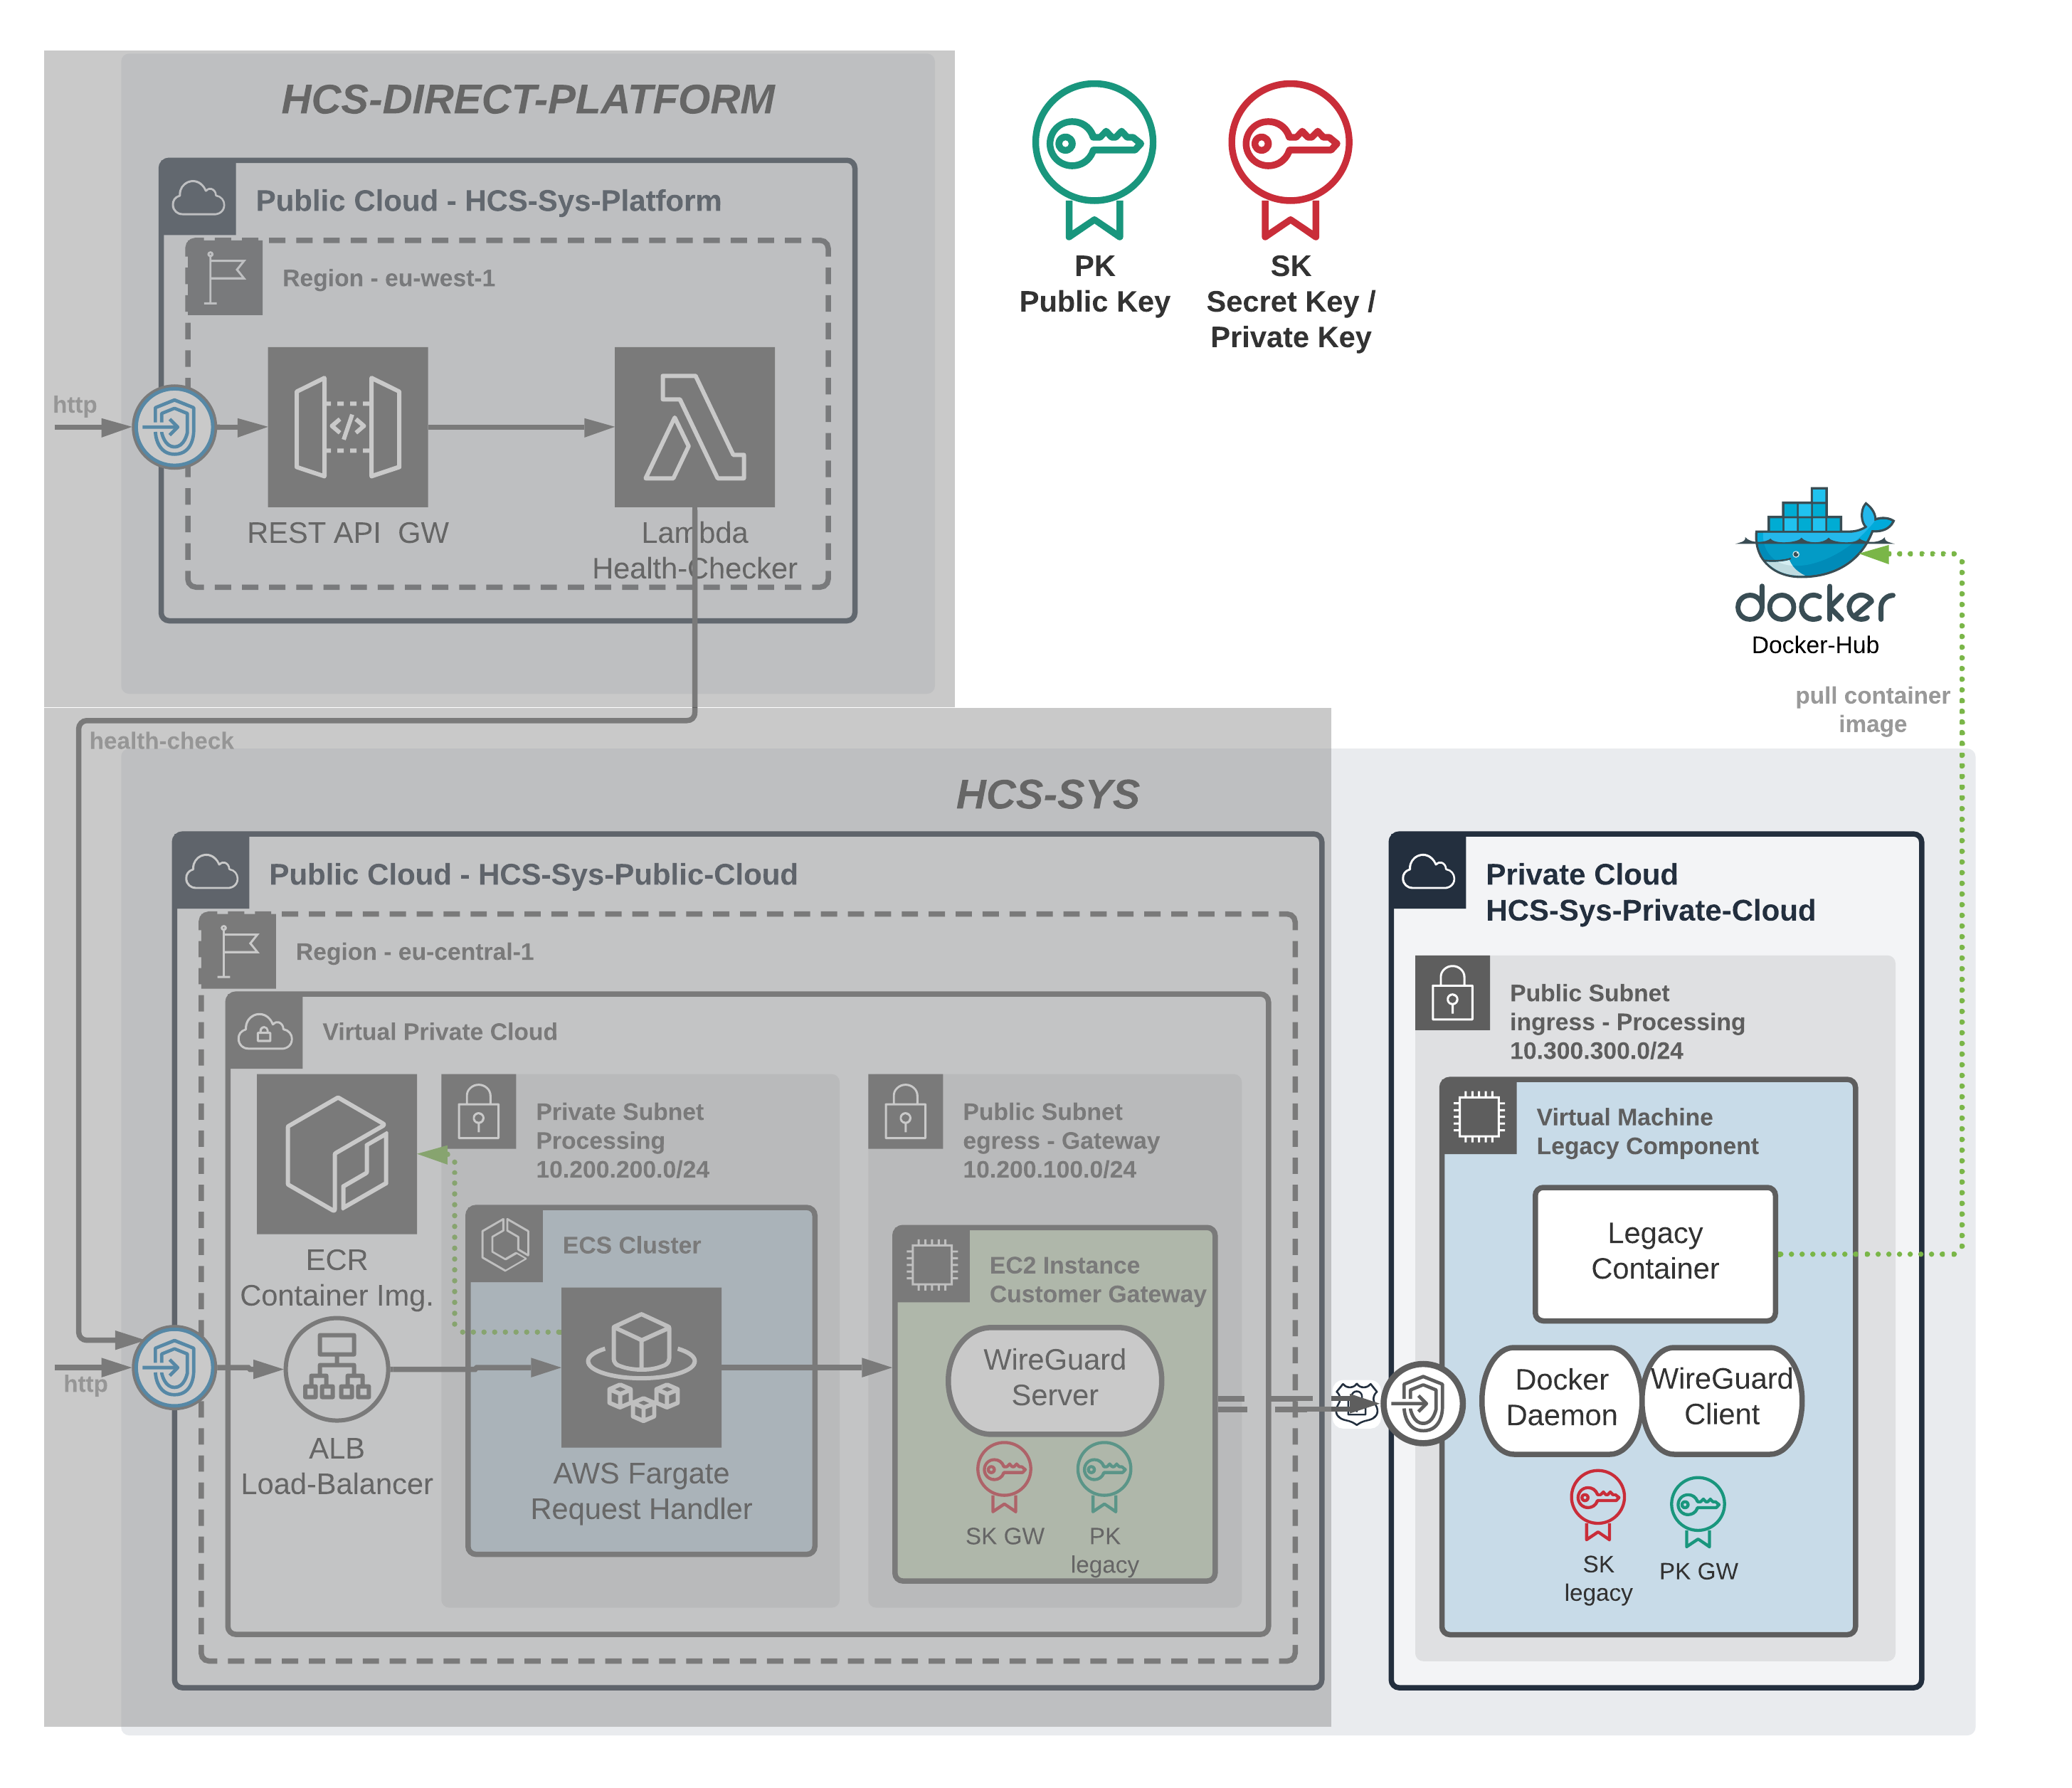 HCS-DIRECT-PLATFORM
Public Cloud - HCS-Sys-Platform
Region - eu-west-1
http
REST API  GW
Lambda
Health-Checker
PK
Public Key
SK
Secret Key /
Private Key
docker
Docker-Hub
pull container
image
health-check
HCS-SYS
Public Cloud - HCS-Sys-Public-Cloud
Region - eu-central-1
Virtual Private Cloud
ECR
Container Img.
http
ALB
Load-Balancer
Private Subnet
Processing
10.200.200.0/24
ECS Cluster
AWS Fargate
Request Handler
Public Subnet
egress - Gateway
10.200.100.0/24
EC2 Instance
Customer Gateway
WireGuard
Server
SK GW
PK
legacy
Private Cloud
HCS-Sys-Private-Cloud
Public Subnet
ingress - Processing
10.300.300.0/24
Virtual Machine
Legacy Component
Legacy
Container
Docker
Daemon
WireGuard
Client
SK
legacy
PK GW